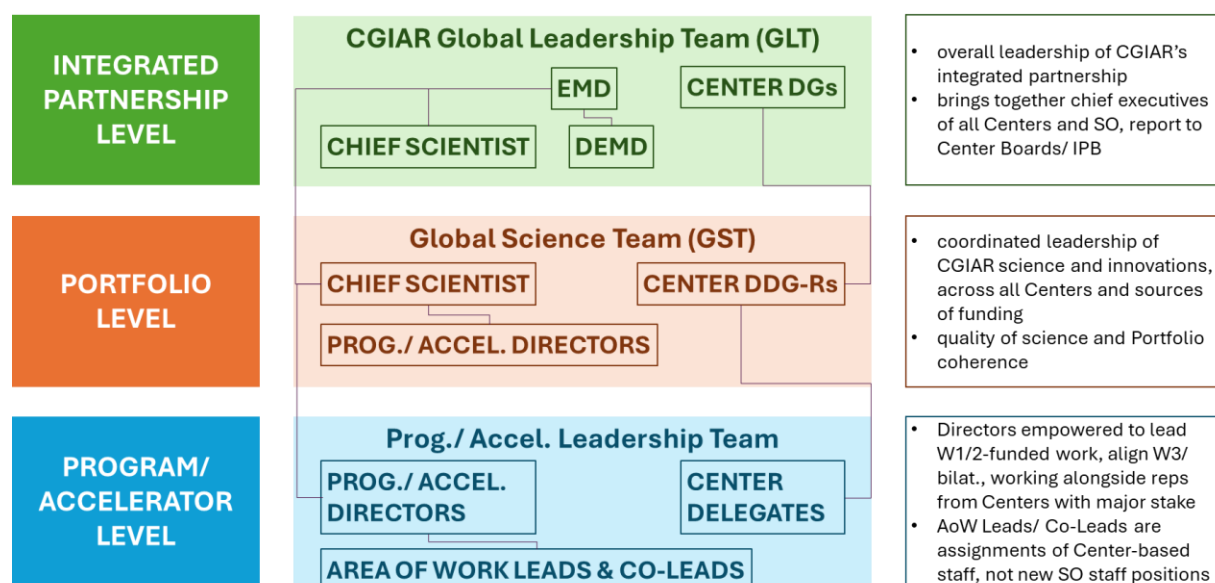 INTEGRATED
PARTNERSHIP
LEVEL
CGIAR Global Leadership Team (GLT)
EMD
CENTER DGs
CHIEF SCIENTIST
DEMD
• overall leadership of CGIAR's
integrated partnership
• brings together chief executives
of all Centers and SO, report to
Center Boards/ IPB
PORTFOLIO
LEVEL
Global Science Team (GST)
CHIEF SCIENTIST
CENTER DDG-Rs
PROG./ ACCEL. DIRECTORS
• coordinated leadership of
CGIAR science and innovations,
across all Centers and sources
of funding
• quality of science and Portfolio
coherence
PROGRAM/
ACCELERATOR
LEVEL
Prog./ Accel. Leadership Team
PROG./ ACCEL.
DIRECTORS
CENTER
DELEGATES
AREA OF WORK LEADS & CO-LEADS
• Directors empowered to lead
W1/2-funded work, align W3/
bilat., working alongside reps
from Centers with major stake
• AoW Leads/ Co-Leads are
assignments of Center-based
staff, not new SO staff positions